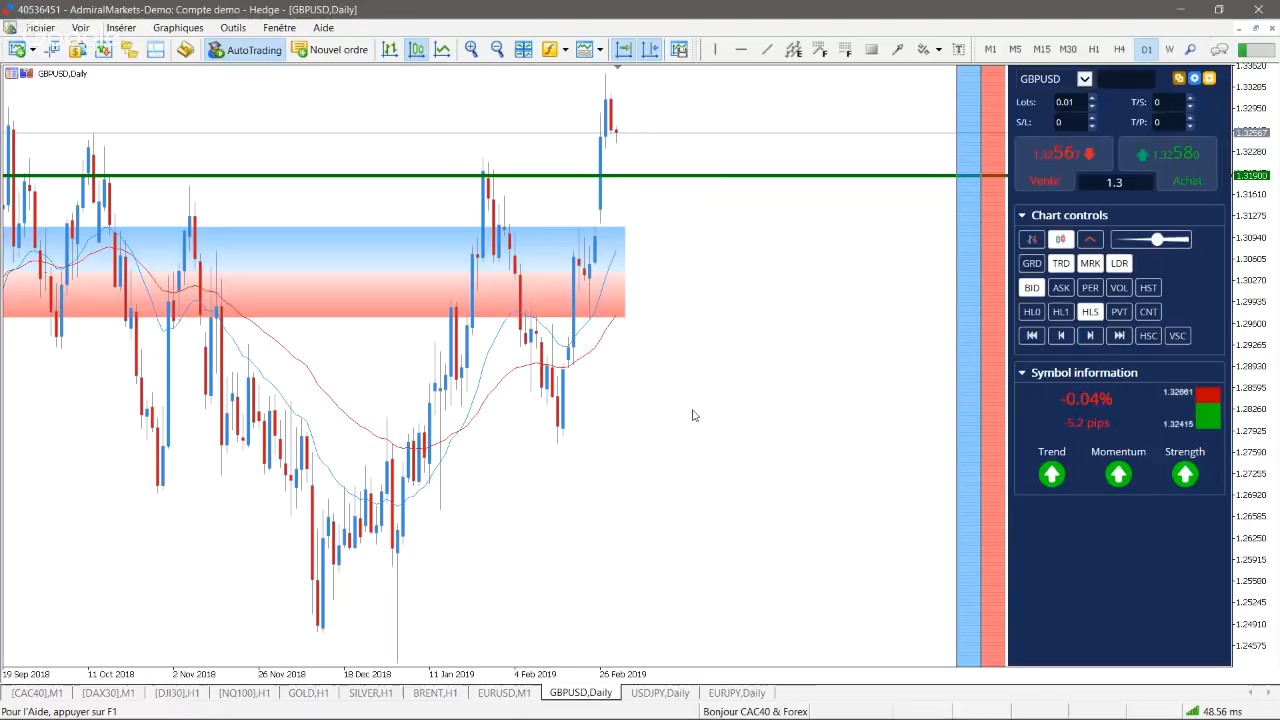 40536451 - AdmiralMarkets-Demo: Compte demo - Hedge - [GBPUSD,Daily]
Fichier Voir Insérer Graphiques Outils Fenêtre Aide
AutoTrading Nouvel ordre M1 M5 M15 M30 H1 H4 D1 W
GBPUSD,Daily
GBPUSD
Lots: 0.01 T/S: 0
S/L: 0 T/P: 0
1.32567 1.32580
Vente 1.3 Achat
Chart controls
GRD TRD MRK LDR
BID ASK PER VOL HST
HL0 HL1 HLS PVT CNT
HSC VSC
Symbol information
-0.04%
-5.2 pips
1.32661
1.32415
Trend Momentum Strength
1.33620
1.33285
1.32950
1.32567
1.32280
1.31900
1.31610
1.31275
1.30940
1.30605
1.30270
1.29935
1.29600
1.29265
1.28930
1.28595
1.28260
1.27925
1.27590
1.27255
1.26920
1.26585
1.26250
1.25580
1.25245
1.24910
1.24575
19 Sep 2018 11 Oct 2018 2 Nov 2018 26 Nov 2018 18 Dec 2018 11 Jan 2019 4 Feb 2019 26 Feb 2019
[CAC40],M1 [DAX30],M1 [DJI30],H1 [NQ100],H1 GOLD,H1 SILVER,H1 BRENT,H1 EURUSD,M1 GBPUSD,Daily USDJPY,Daily EURJPY,Daily
Pour l'Aide, appuyer sur F1 Bonjour CAC40 & Forex 48.56 ms